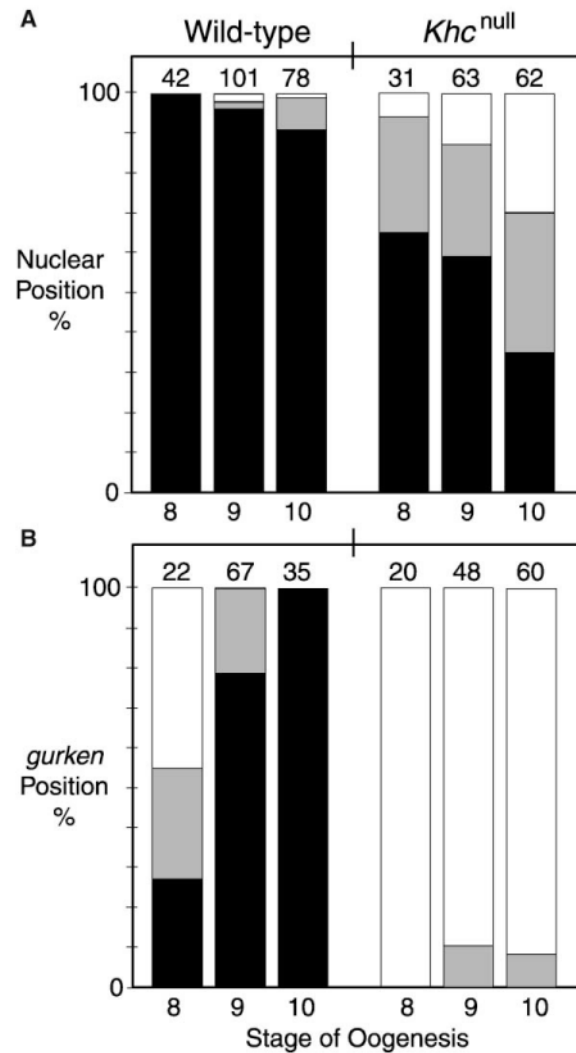 A
Wild-type Khc null
42 101 78 31 63 62
100
Nuclear
Position
%
0
8 9 10 8 9 10
B
22 67 35 20 48 60
100
gurken
Position
%
0
8 9 10 8 9 10
Stage of Oogenesis